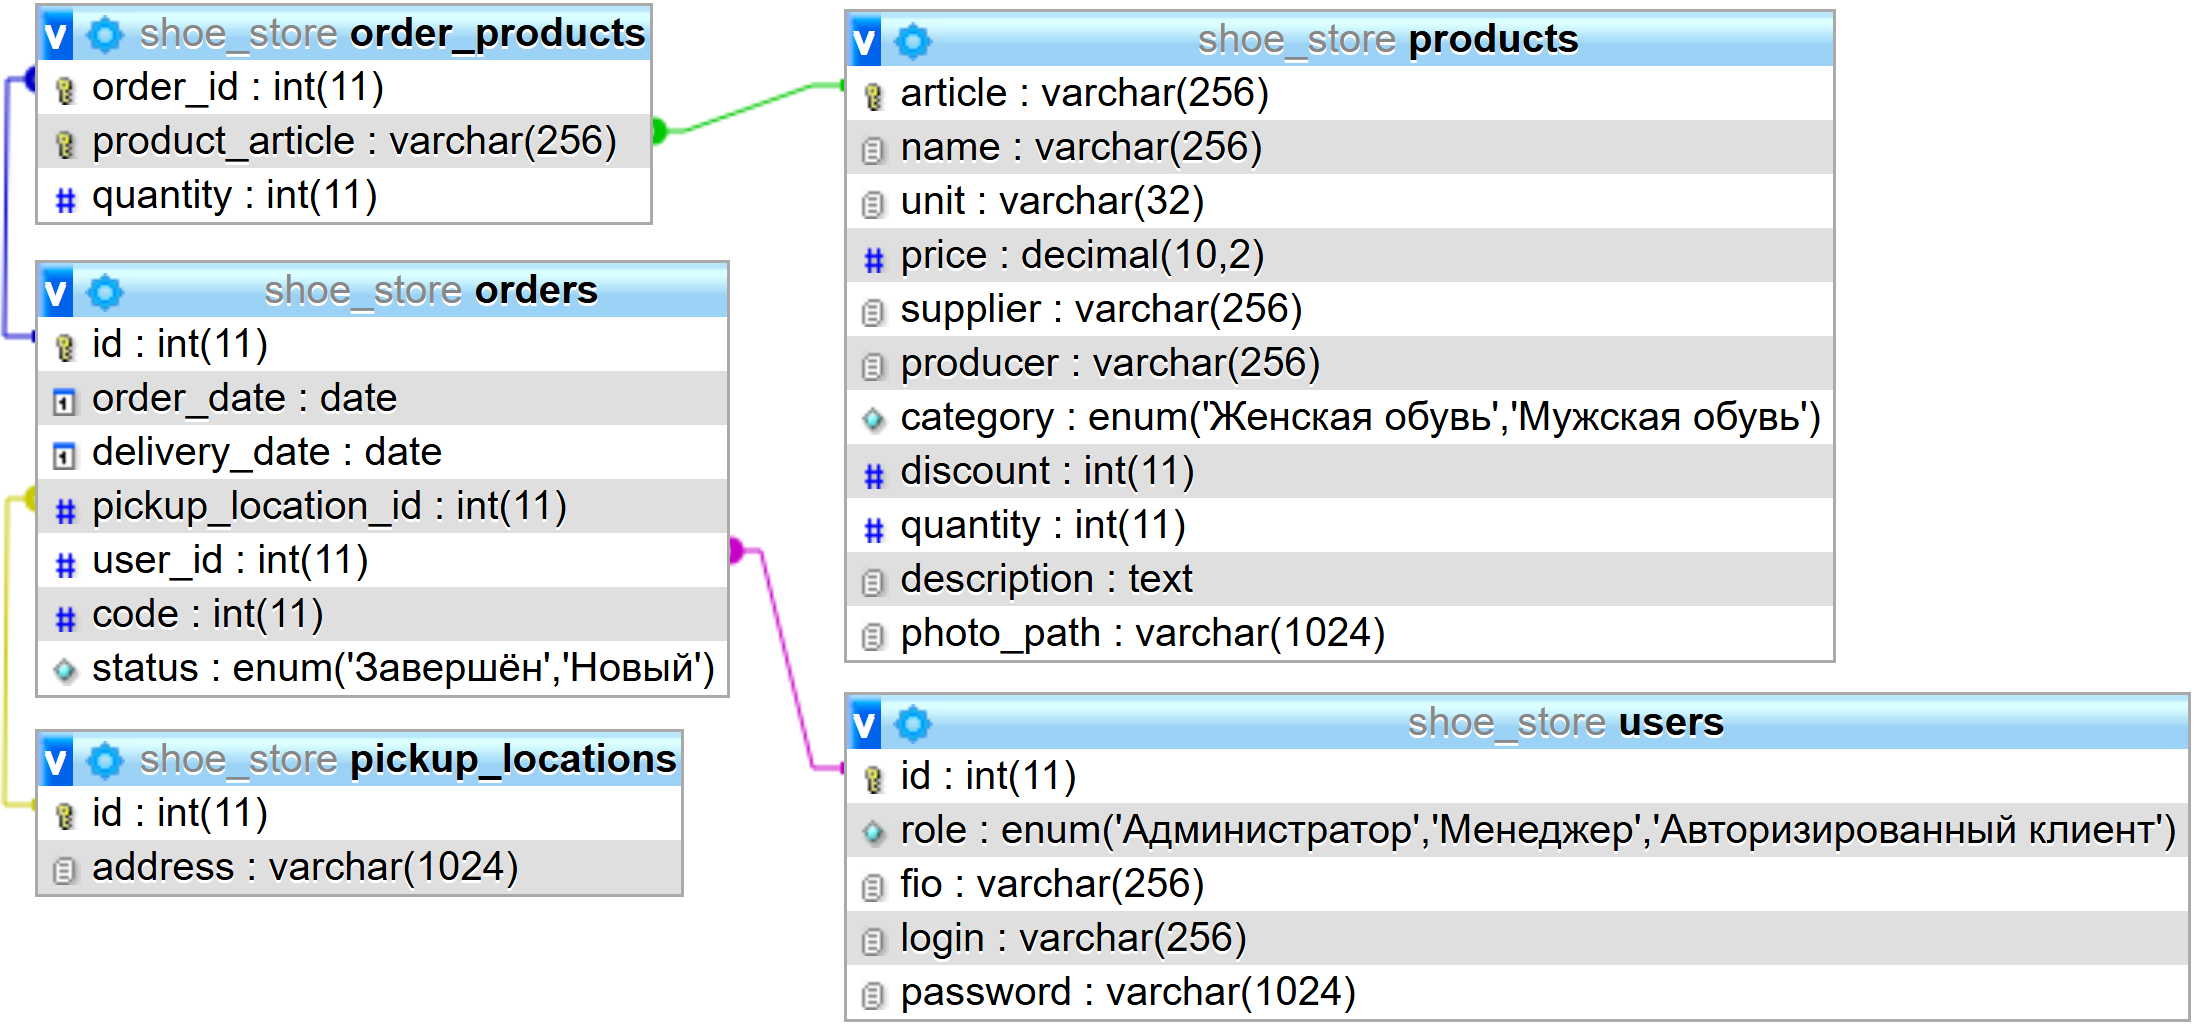 v shoe_store order_products
order_id : int(11)
product_article : varchar(256)
# quantity : int(11)
v shoe_store orders
id : int(11)
order_date : date
delivery_date : date
# pickup_location_id : int(11)
# user_id : int(11)
# code : int(11)
status : enum('Завершён','Новый')
v shoe_store pickup_locations
id : int(11)
address : varchar(1024)
v shoe_store products
article : varchar(256)
name : varchar(256)
unit : varchar(32)
# price : decimal(10,2)
supplier : varchar(256)
producer : varchar(256)
category : enum('Женская обувь','Мужская обувь')
# discount : int(11)
# quantity : int(11)
description : text
photo_path : varchar(1024)
v shoe_store users
id : int(11)
role : enum('Администратор','Менеджер','Авторизированный клиент')
fio : varchar(256)
login : varchar(256)
password : varchar(1024)